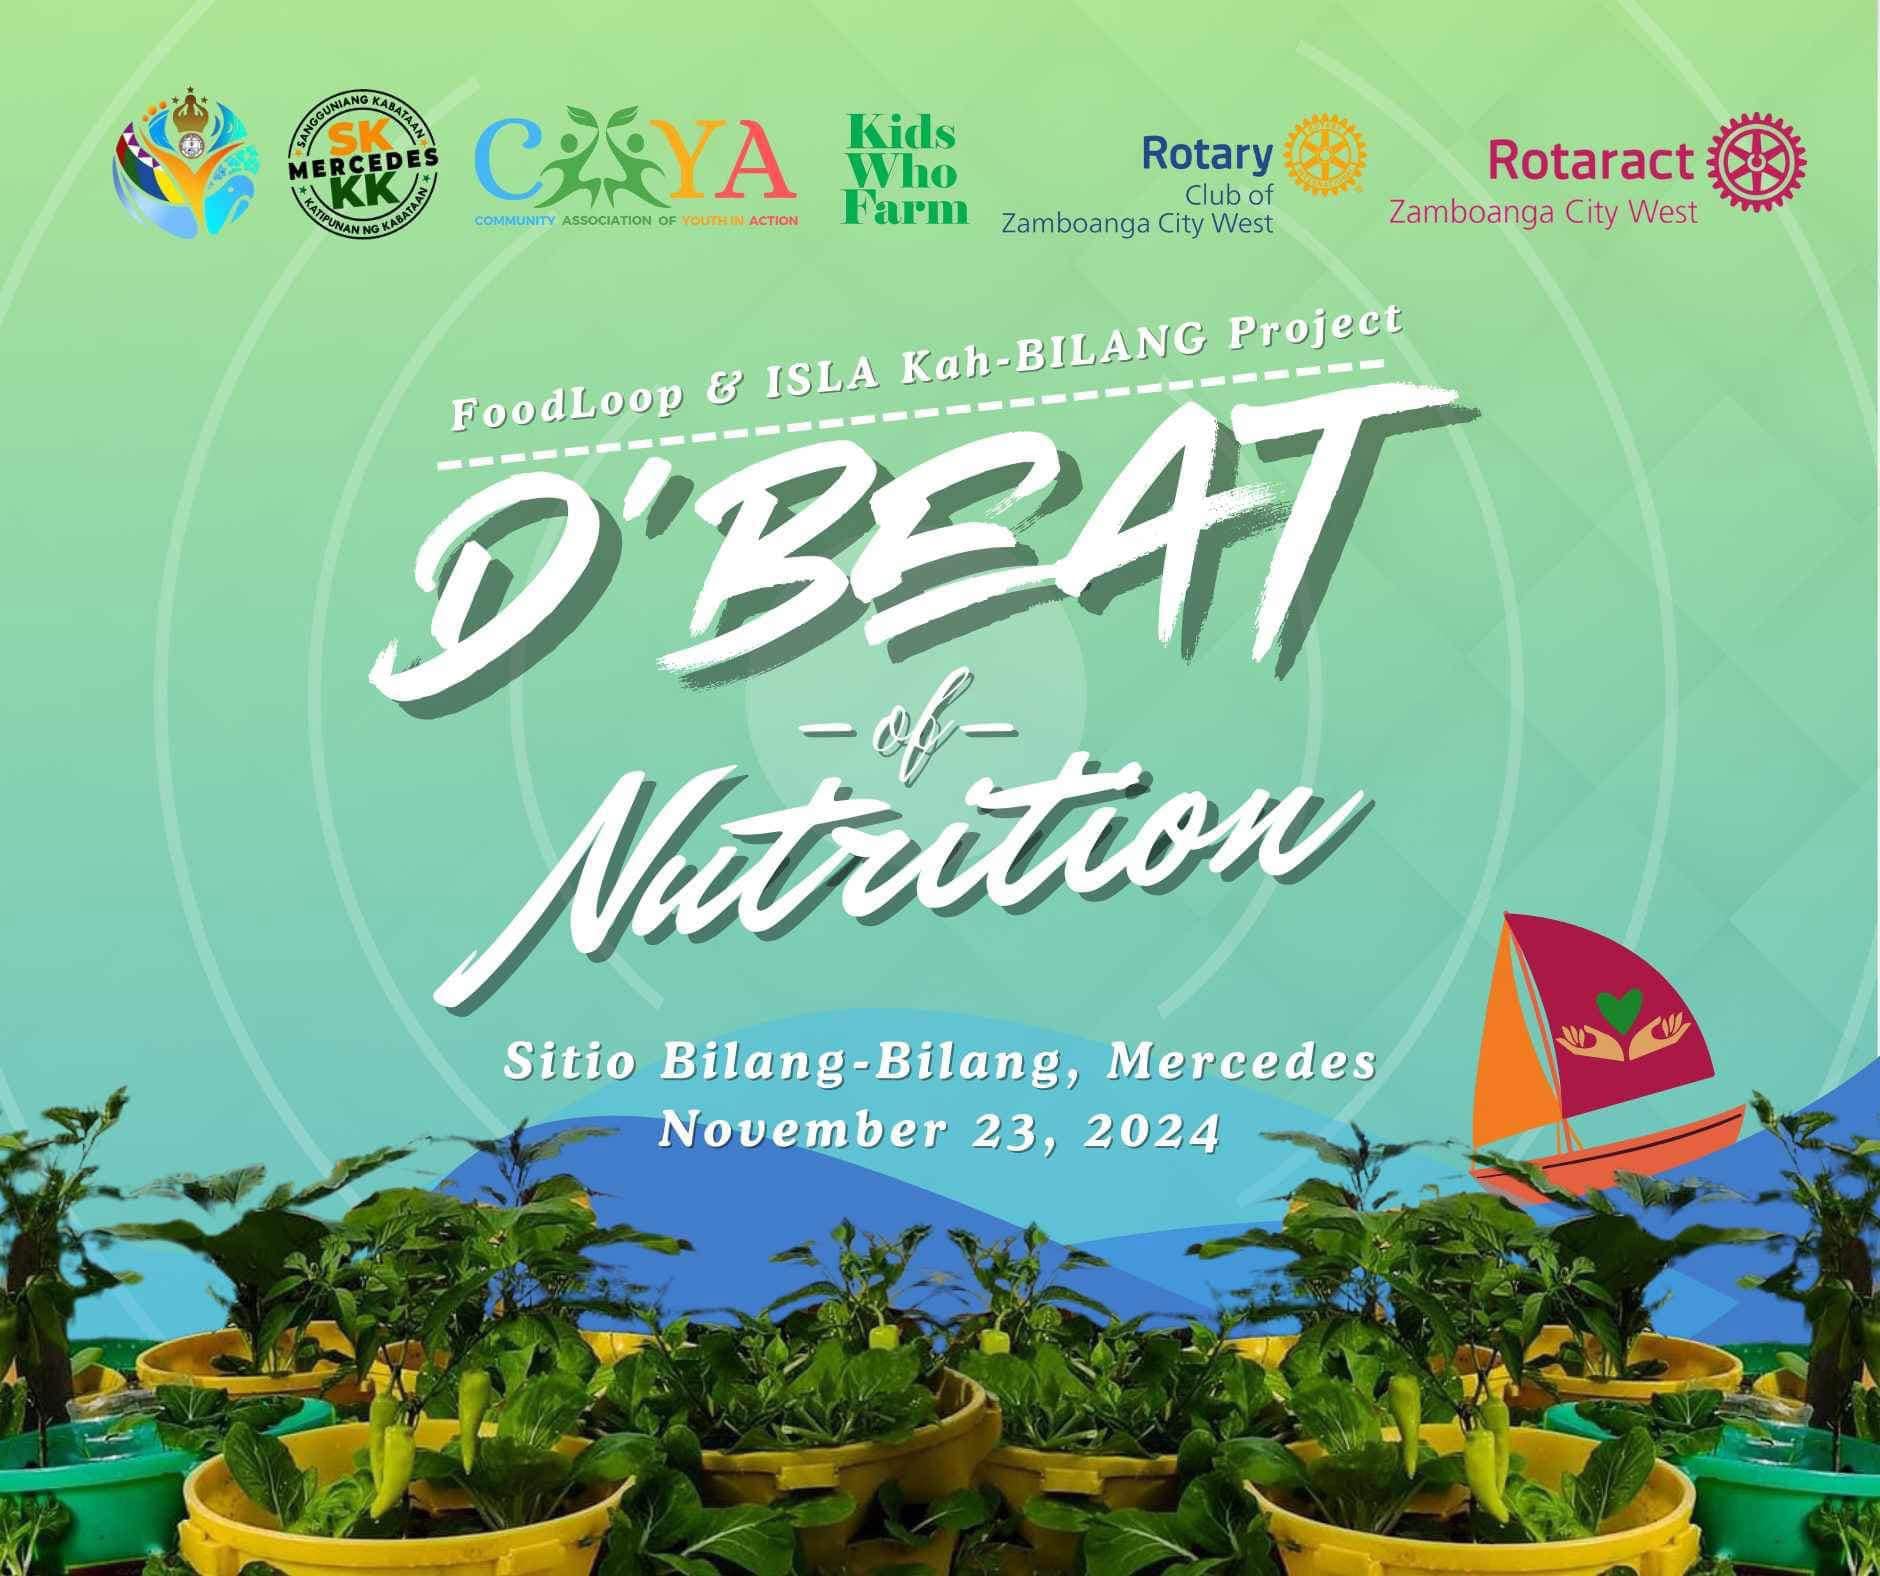 SANGGUNIANG KABATAAN
SK
MERCEDES
KK
KATIPUNAN NG KABATAAN
CAYA
COMMUNITY ASSOCIATION OF YOUTH IN ACTION
Kids
Who
Farm
Rotary
Club of
Zamboanga City West
Rotaract
Zamboanga City West
FoodLoop & ISLA Kah-BILANG Project
D'BEAT
of
Nutrition
Sitio Bilang-Bilang, Mercedes
November 23, 2024